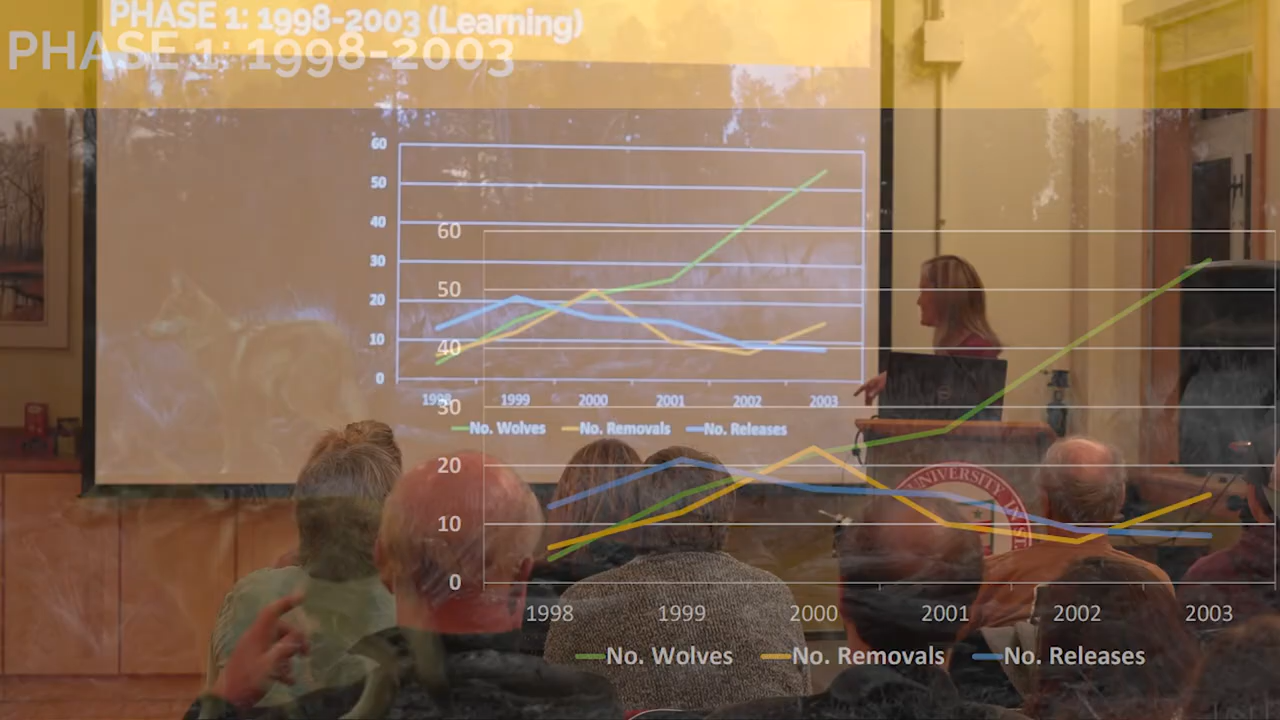 PHASE 1: 1998-2003 (Learning)
PHASE 1: 1998-2003
60
50
40
30
20
10
0
1998 1999 2000 2001 2002 2003
No. Wolves No. Removals No. Releases
60
50
40
30
20
10
0
1998 1999 2000 2001 2002 2003
No. Wolves No. Removals No. Releases
UNIVERSITY IN S